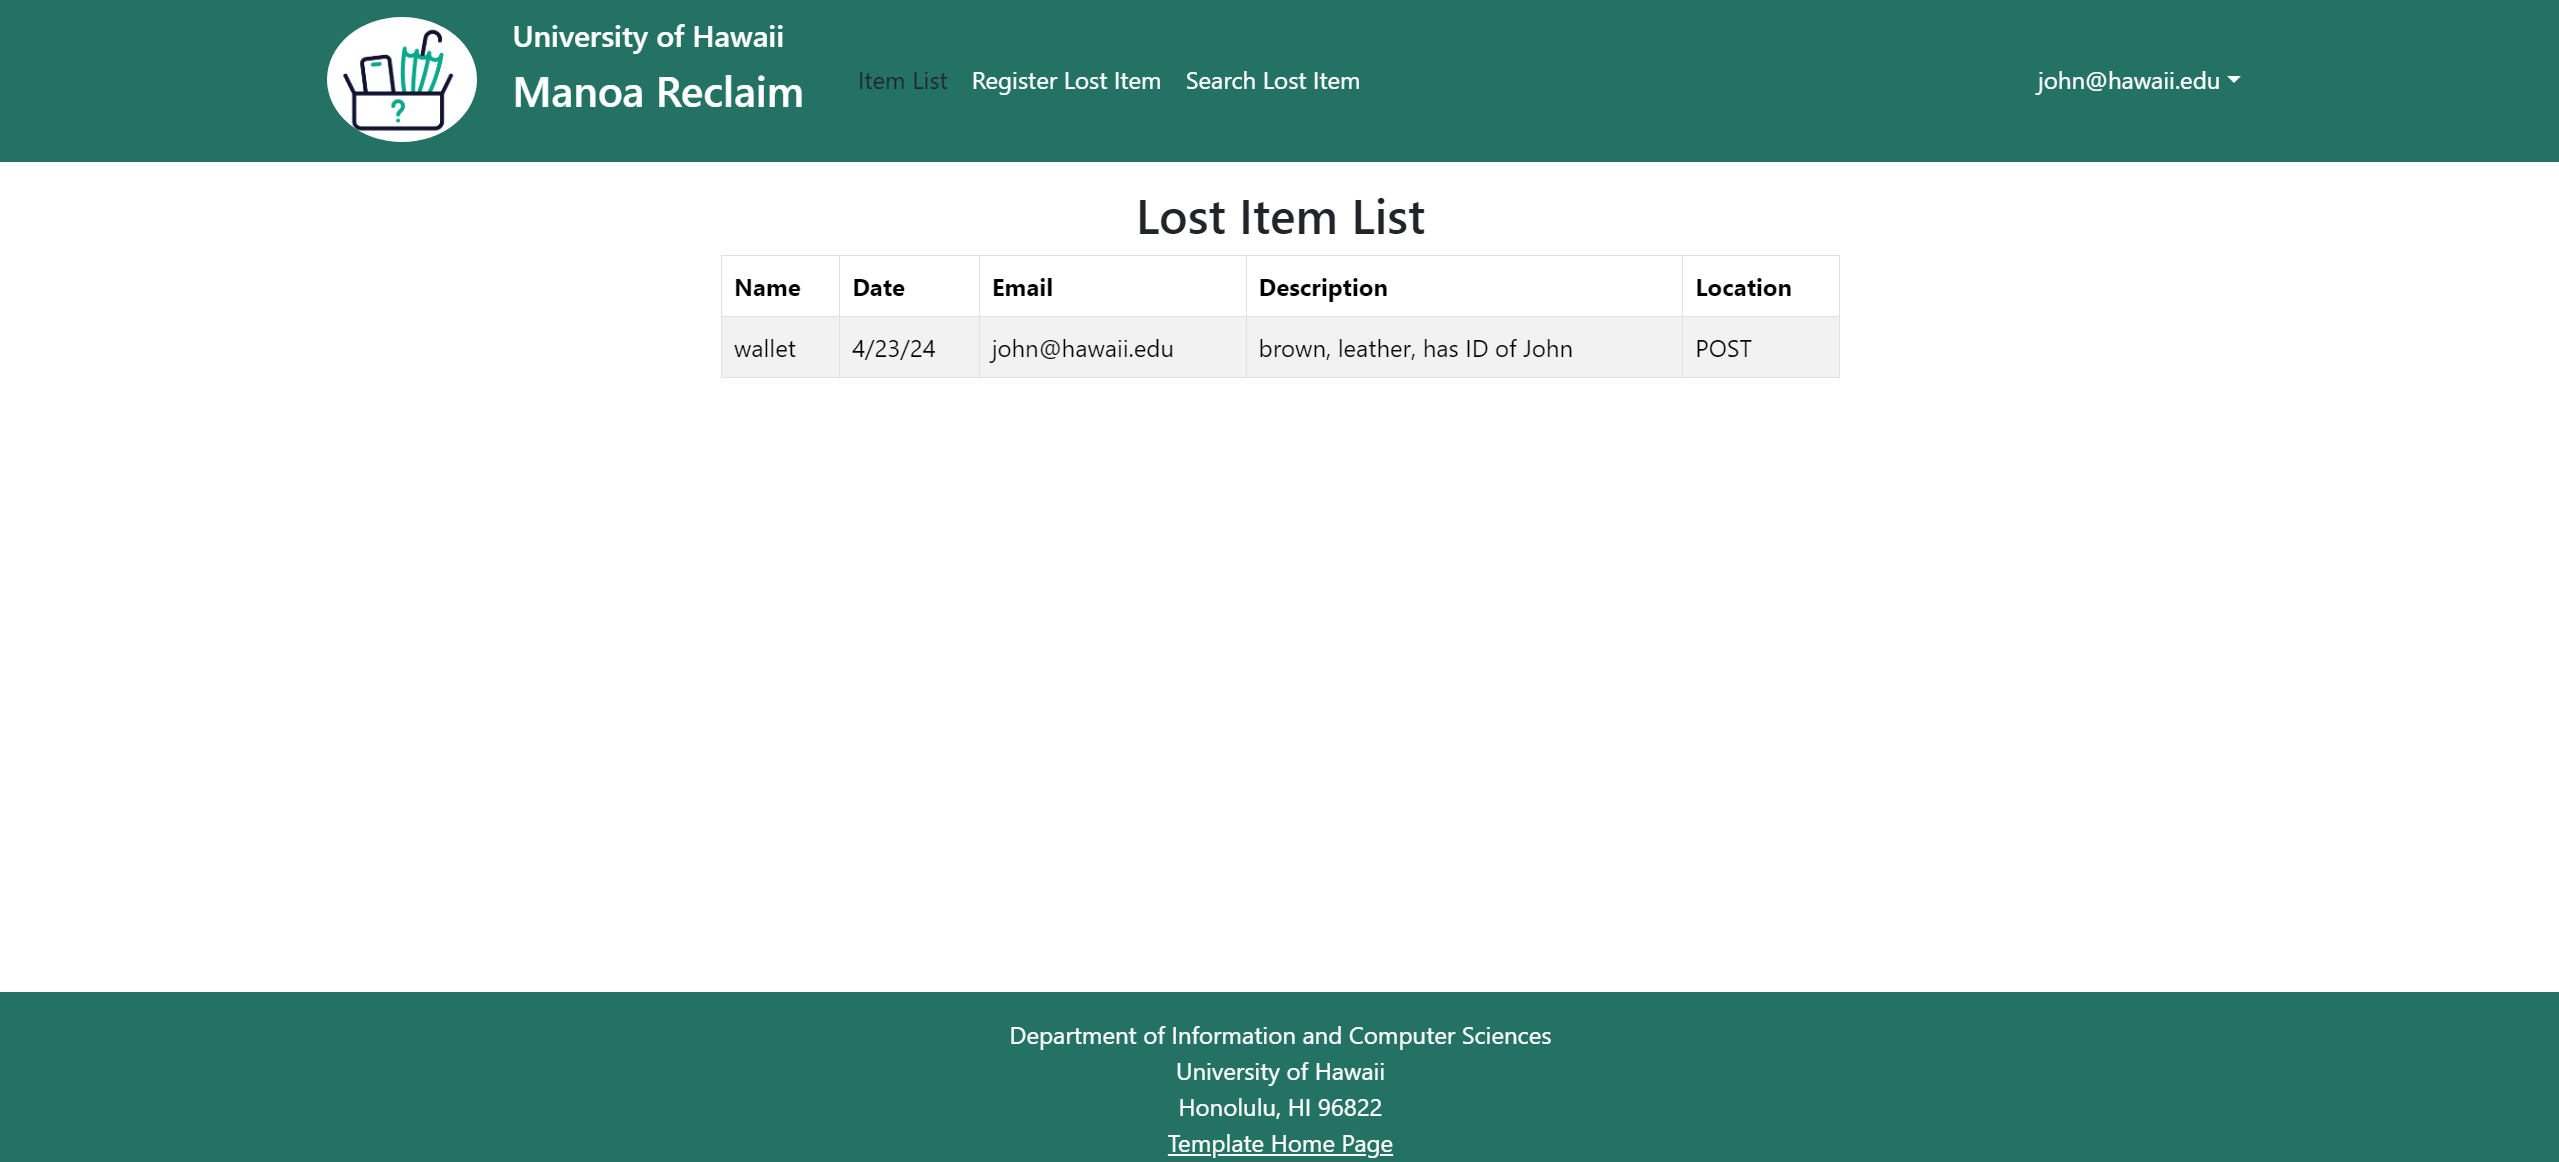 University of Hawaii
Manoa Reclaim
Item List Register Lost Item Search Lost Item
john@hawaii.edu
?
Lost Item List
Name Date Email Description Location
wallet 4/23/24 john@hawaii.edu brown, leather, has ID of John POST
Department of Information and Computer Sciences
University of Hawaii
Honolulu, HI 96822
Template Home Page